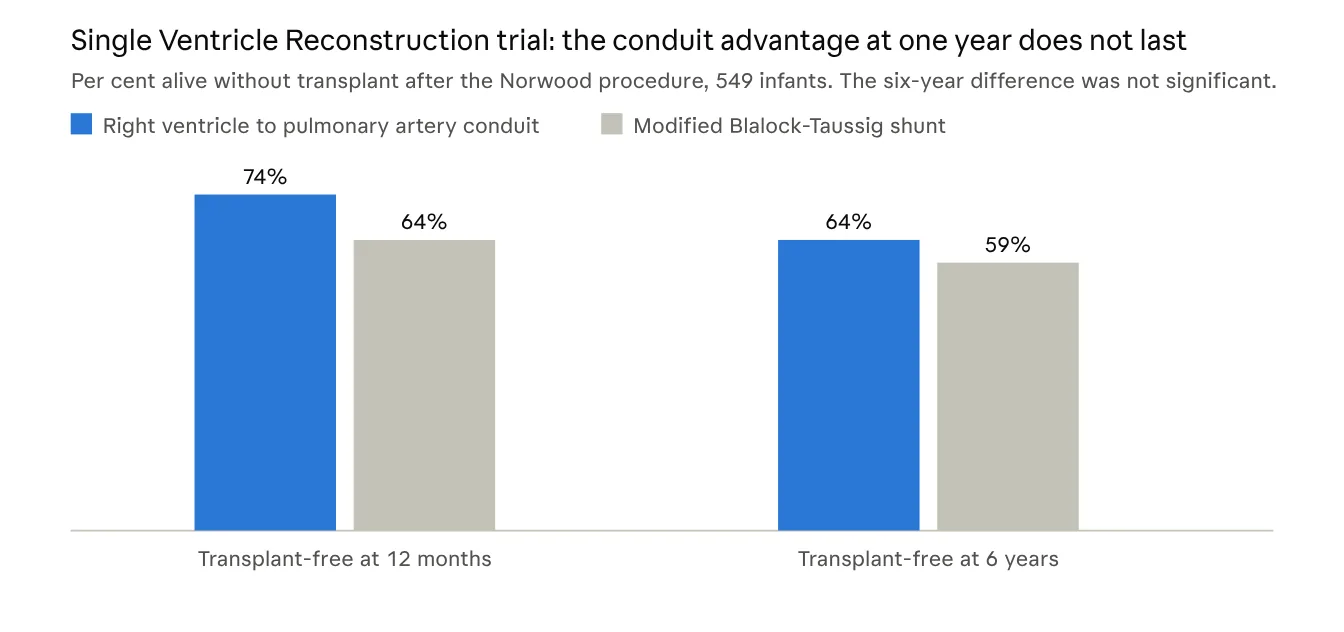 Single Ventricle Reconstruction trial: the conduit advantage at one year does not last
Per cent alive without transplant after the Norwood procedure, 549 infants. The six-year difference was not significant.
Right ventricle to pulmonary artery conduit
Modified Blalock-Taussig shunt
74%
64%
64%
59%
Transplant-free at 12 months
Transplant-free at 6 years